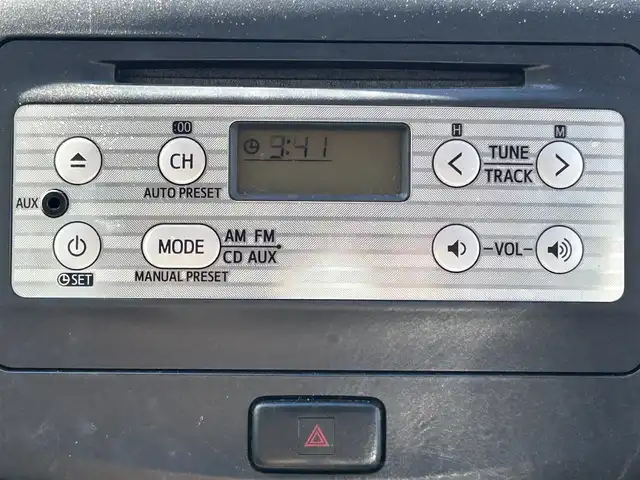 :00
H
M
CH
9:41
TUNE
TRACK
AUTO PRESET
AUX
MODE
AM FM
CD AUX
-VOL-
SET
MANUAL PRESET